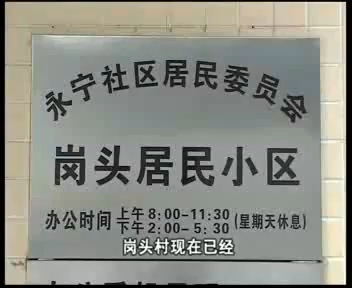 永宁社区居民委员会
岗头居民小区
办公时间 上午 8:00-11:30 (星期天休息)
下午 2:00-5:30
岗头村现在已经